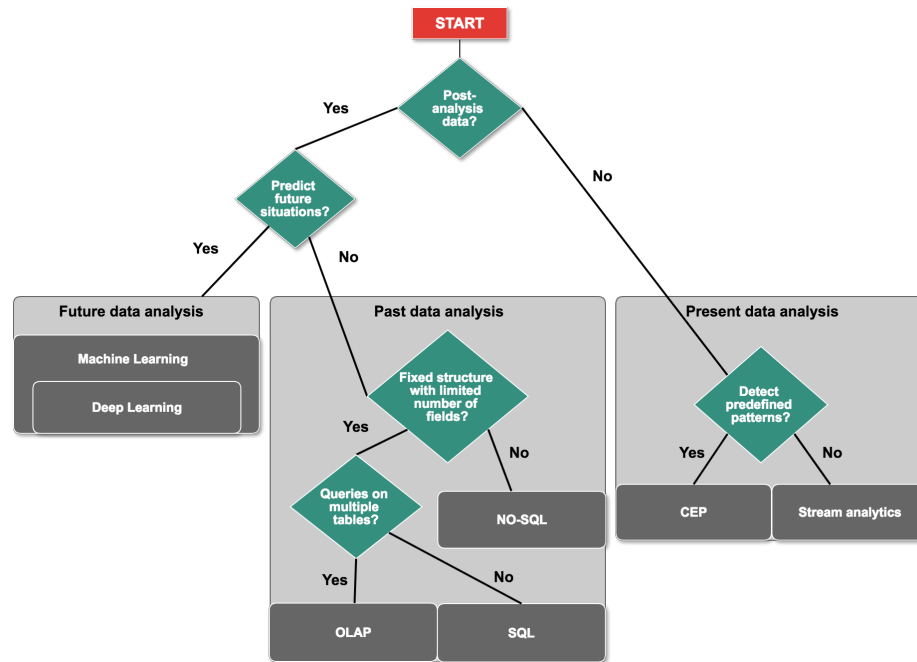 START
Post-
analysis
data?
Yes
No
Predict
future
situations?
Yes
No
Future data analysis
Machine Learning
Deep Learning
Past data analysis
Fixed structure
with limited
number of
fields?
Yes
No
Queries on
multiple
tables?
NO-SQL
Yes
No
OLAP
SQL
Present data analysis
Detect
predefined
patterns?
Yes
No
CEP
Stream analytics